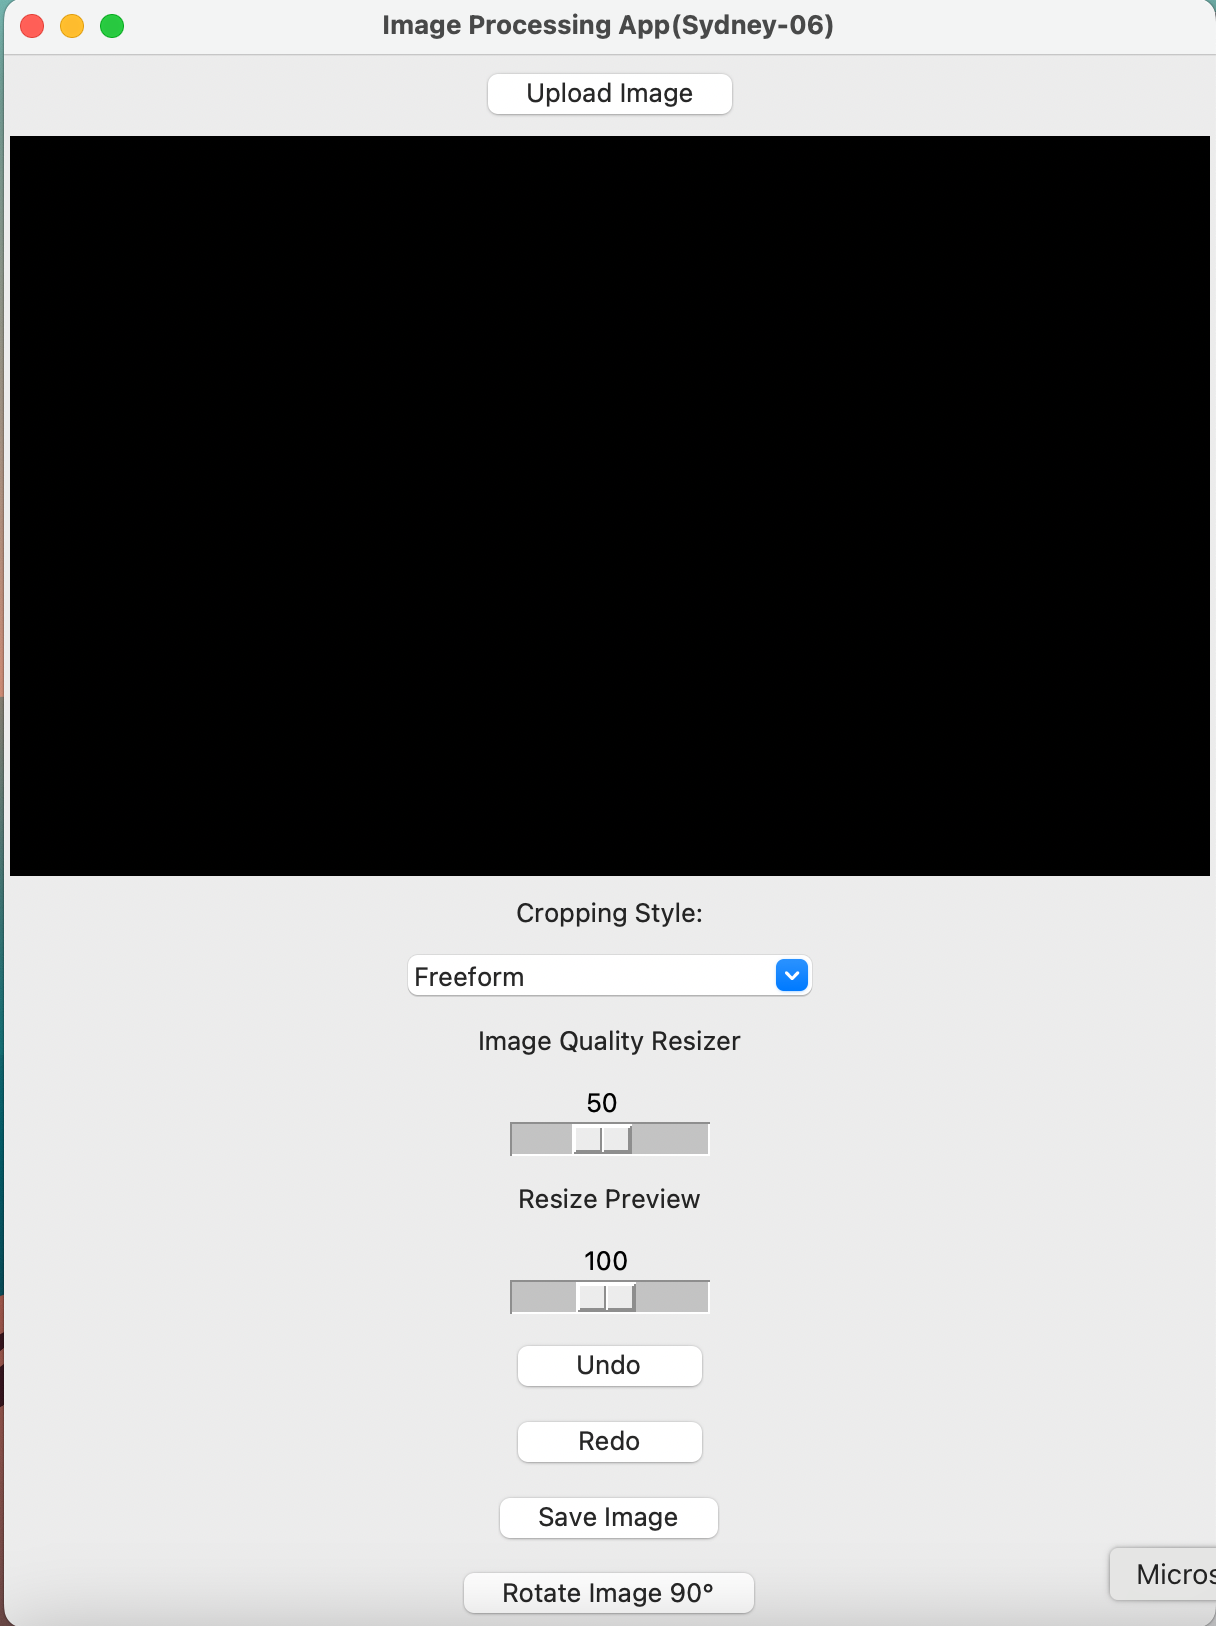 Image Processing App(Sydney-06)
Upload Image
Cropping Style:
Freeform
Image Quality Resizer
50
Resize Preview
100
Undo
Redo
Save Image
Rotate Image 90°